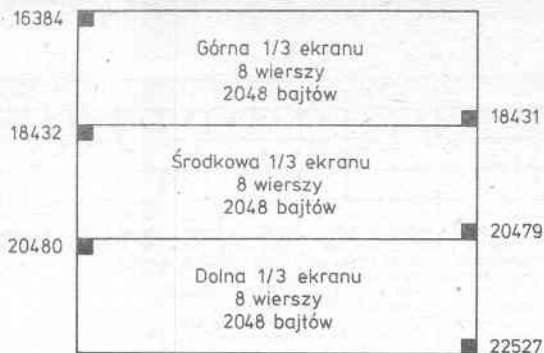 16384
Górna 1/3 ekranu
8 wierszy
2048 bajtów
18431
18432
Środkowa 1/3 ekranu
8 wierszy
2048 bajtów
20479
20480
Dolna 1/3 ekranu
8 wierszy
2048 bajtów
22527